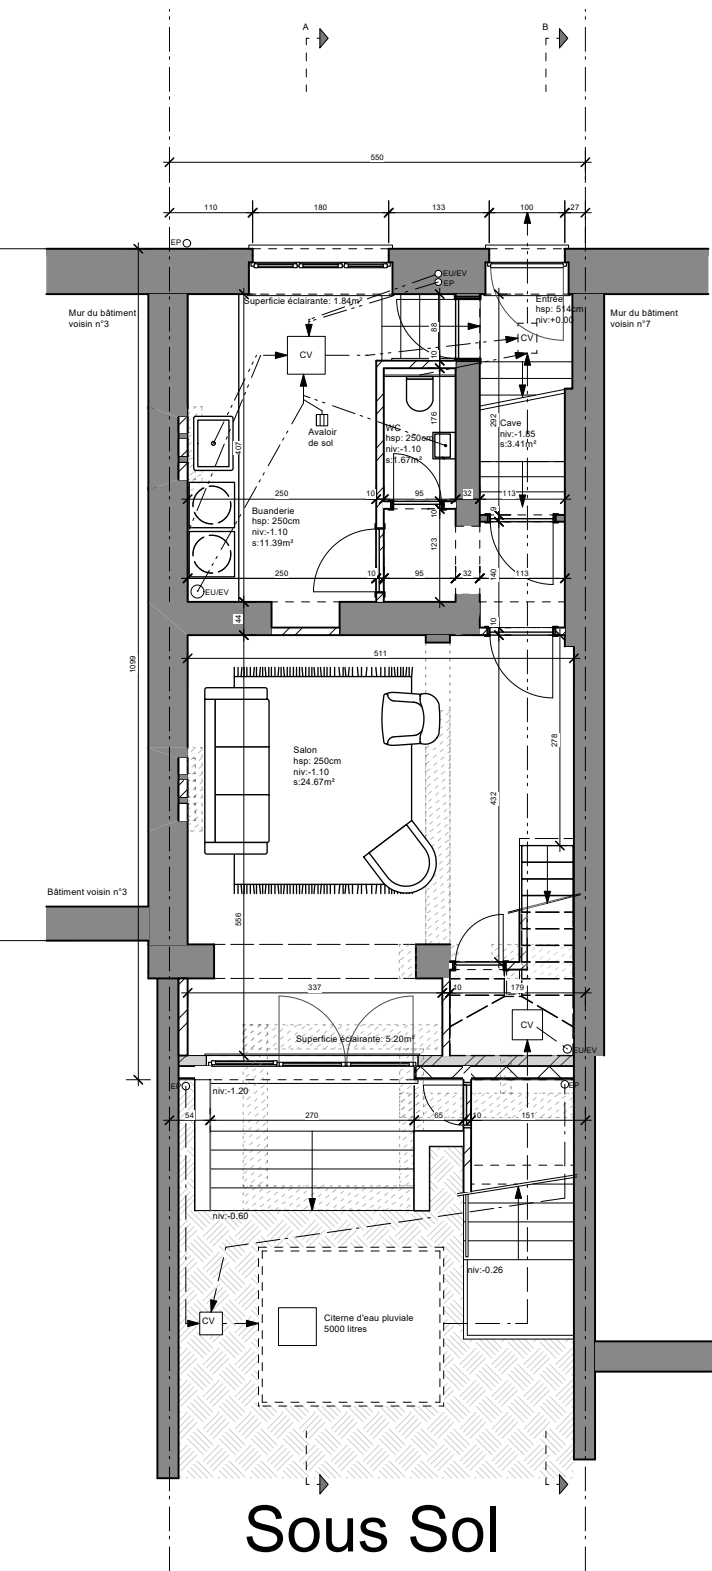 A
B
550
110
180
133
100
27
EP
EU/EV
EP
Superficie éclairante: 1.84m²
Entrée
hsp: 514cm
niv:+0.00
Mur du bâtiment
voisin n°3
Mur du bâtiment
voisin n°7
88
10
CV
CV
Avaloir
de sol
176
292
WC
hsp: 250cm
niv:-1.10
s:1.67m²
Cave
niv:-1.85
s:3.41m²
407
250
10
95
32
113
Buanderie
hsp: 250cm
niv:-1.10
s:11.39m²
10
9
123
140
250
10
95
32
113
EU/EV
44
10
511
1099
278
Salon
hsp: 250cm
niv:-1.10
s:24.67m²
432
Bâtiment voisin n°3
556
337
10
179
CV
Superficie éclairante: 5.20m²
EU/EV
EP
niv:-1.20
EP
54
270
65
10
151
niv:-0.60
niv:-0.26
CV
Citerne d'eau pluviale
5000 litres
Sous Sol